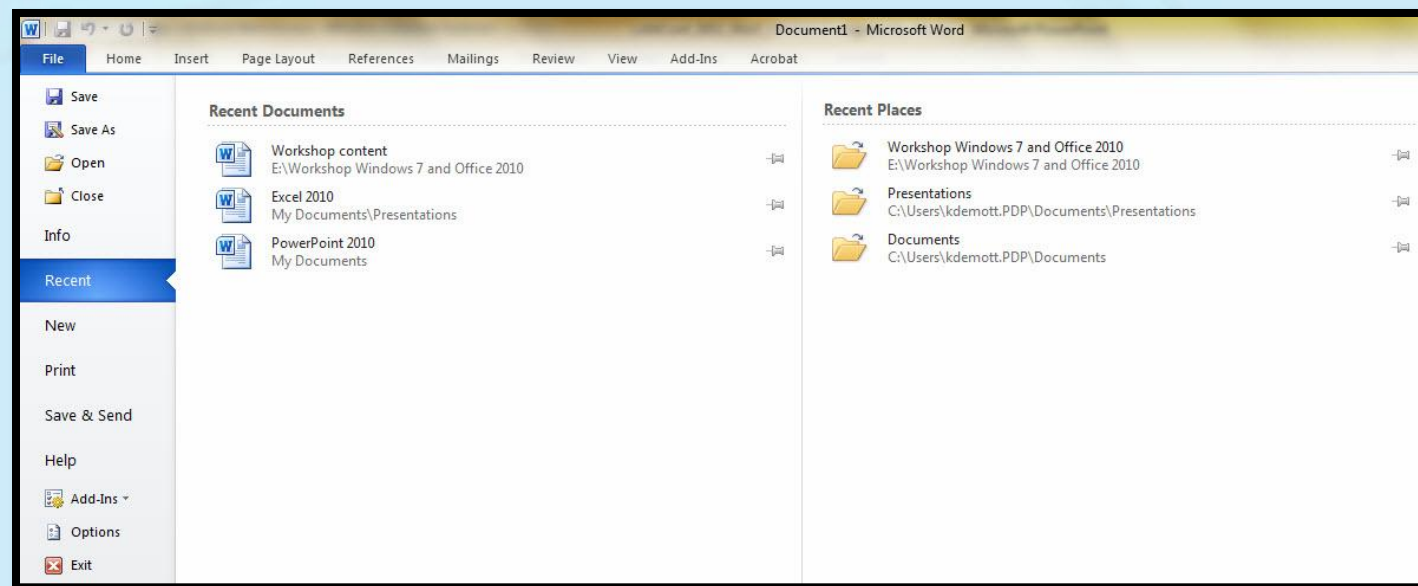 Document1 - Microsoft Word
File Home Insert Page Layout References Mailings Review View Add-Ins Acrobat
Save
Save As
Open
Close
Info
Recent
New
Print
Save & Send
Help
Add-Ins
Options
Exit
Recent Documents
Workshop content
E:\Workshop Windows 7 and Office 2010
Excel 2010
My Documents\Presentations
PowerPoint 2010
My Documents
Recent Places
Workshop Windows 7 and Office 2010
E:\Workshop Windows 7 and Office 2010
Presentations
C:\Users\kdemott.PDP\Documents\Presentations
Documents
C:\Users\kdemott.PDP\Documents